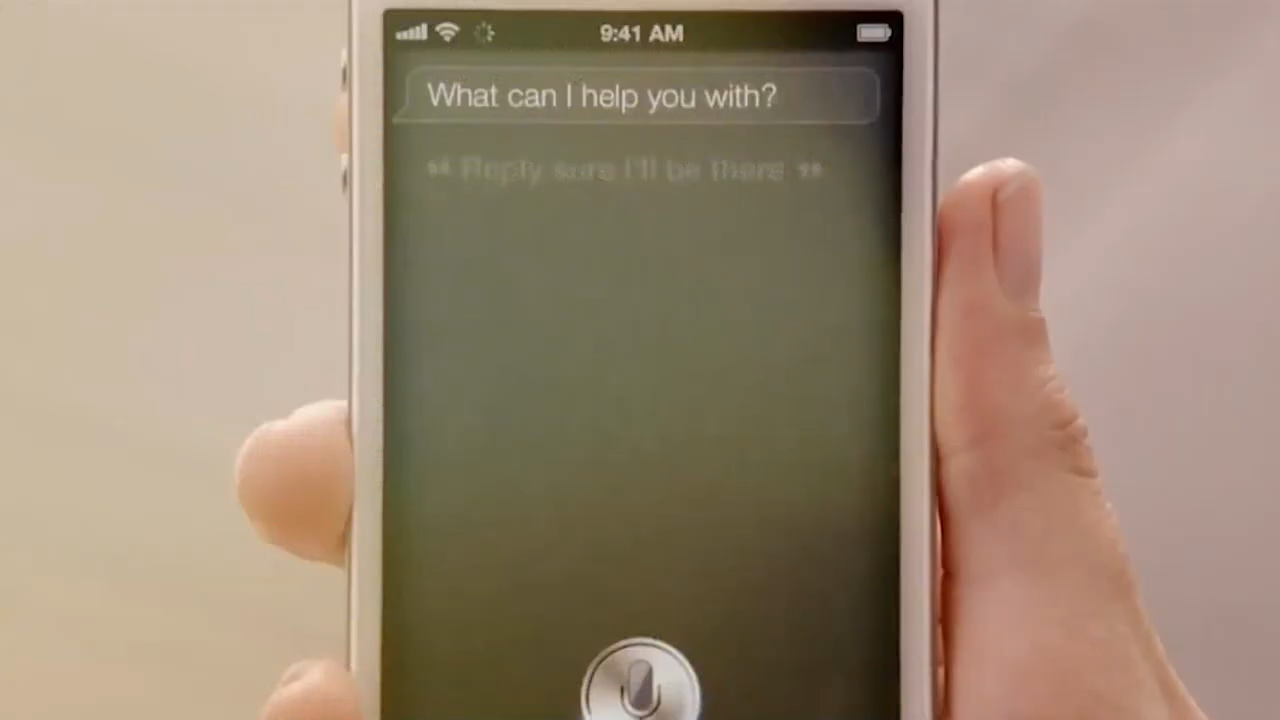 9:41 AM
What can I help you with?
“ Reply sure I'll be there ”